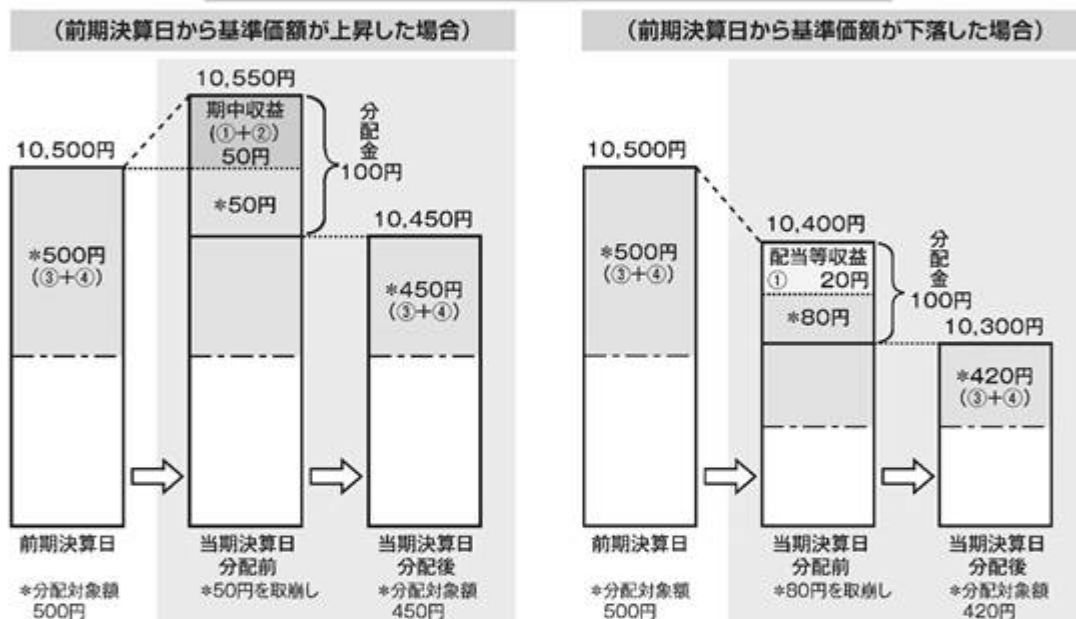 (前期決算日から基準価額が上昇した場合)
10,550円
期中収益
(①+②)
50円
*50円
分配金
100円
10,500円
*500円
(③+④)
10,450円
*450円
(③+④)
前期決算日
*分配対象額
500円
当期決算日
分配前
*50円を取崩し
当期決算日
分配後
*分配対象額
450円
(前期決算日から基準価額が下落した場合)
10,500円
*500円
(③+④)
10,400円
配当等収益
① 20円
*80円
分配金
100円
10,300円
*420円
(③+④)
前期決算日
*分配対象額
500円
当期決算日
分配前
*80円を取崩し
当期決算日
分配後
*分配対象額
420円